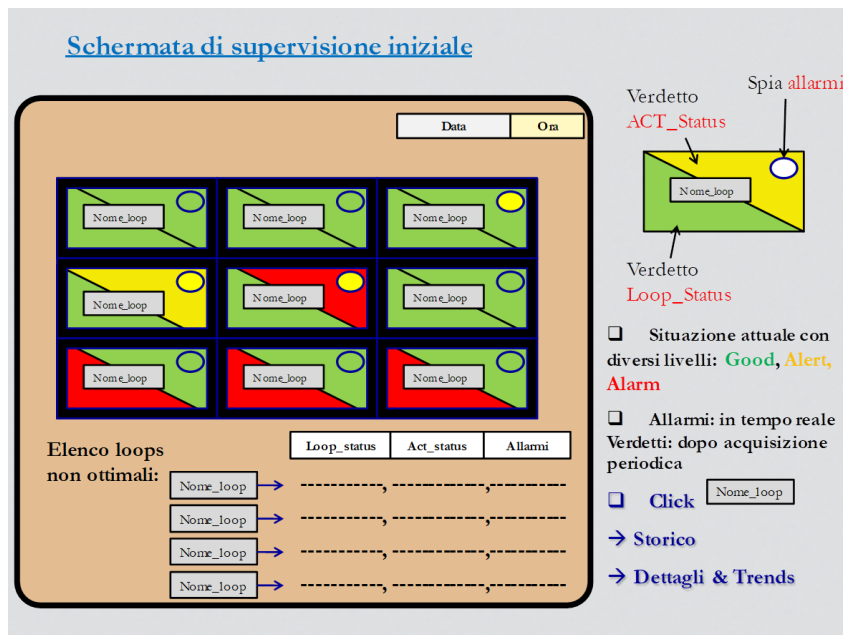 Schermata di supervisione iniziale
Data Ora
Nome_loop Nome_loop Nome_loop
Nome_loop Nome_loop Nome_loop
Nome_loop Nome_loop Nome_loop
Elenco loops
non ottimali:
Loop_status Act_status Allarmi
Nome_loop ----------, ------------,----------
Nome_loop ----------, ------------,----------
Nome_loop ----------, ------------,----------
Nome_loop ----------, ------------,----------
Verdetto
ACT_Status
Spia allarmi
Nome_loop
Verdetto
Loop_Status
❑ Situazione attuale con
diversi livelli: Good, Alert,
Alarm
❑ Allarmi: in tempo reale
Verdetti: dopo acquisizione
periodica
❑ Click Nome_loop
→ Storico
→ Dettagli & Trends